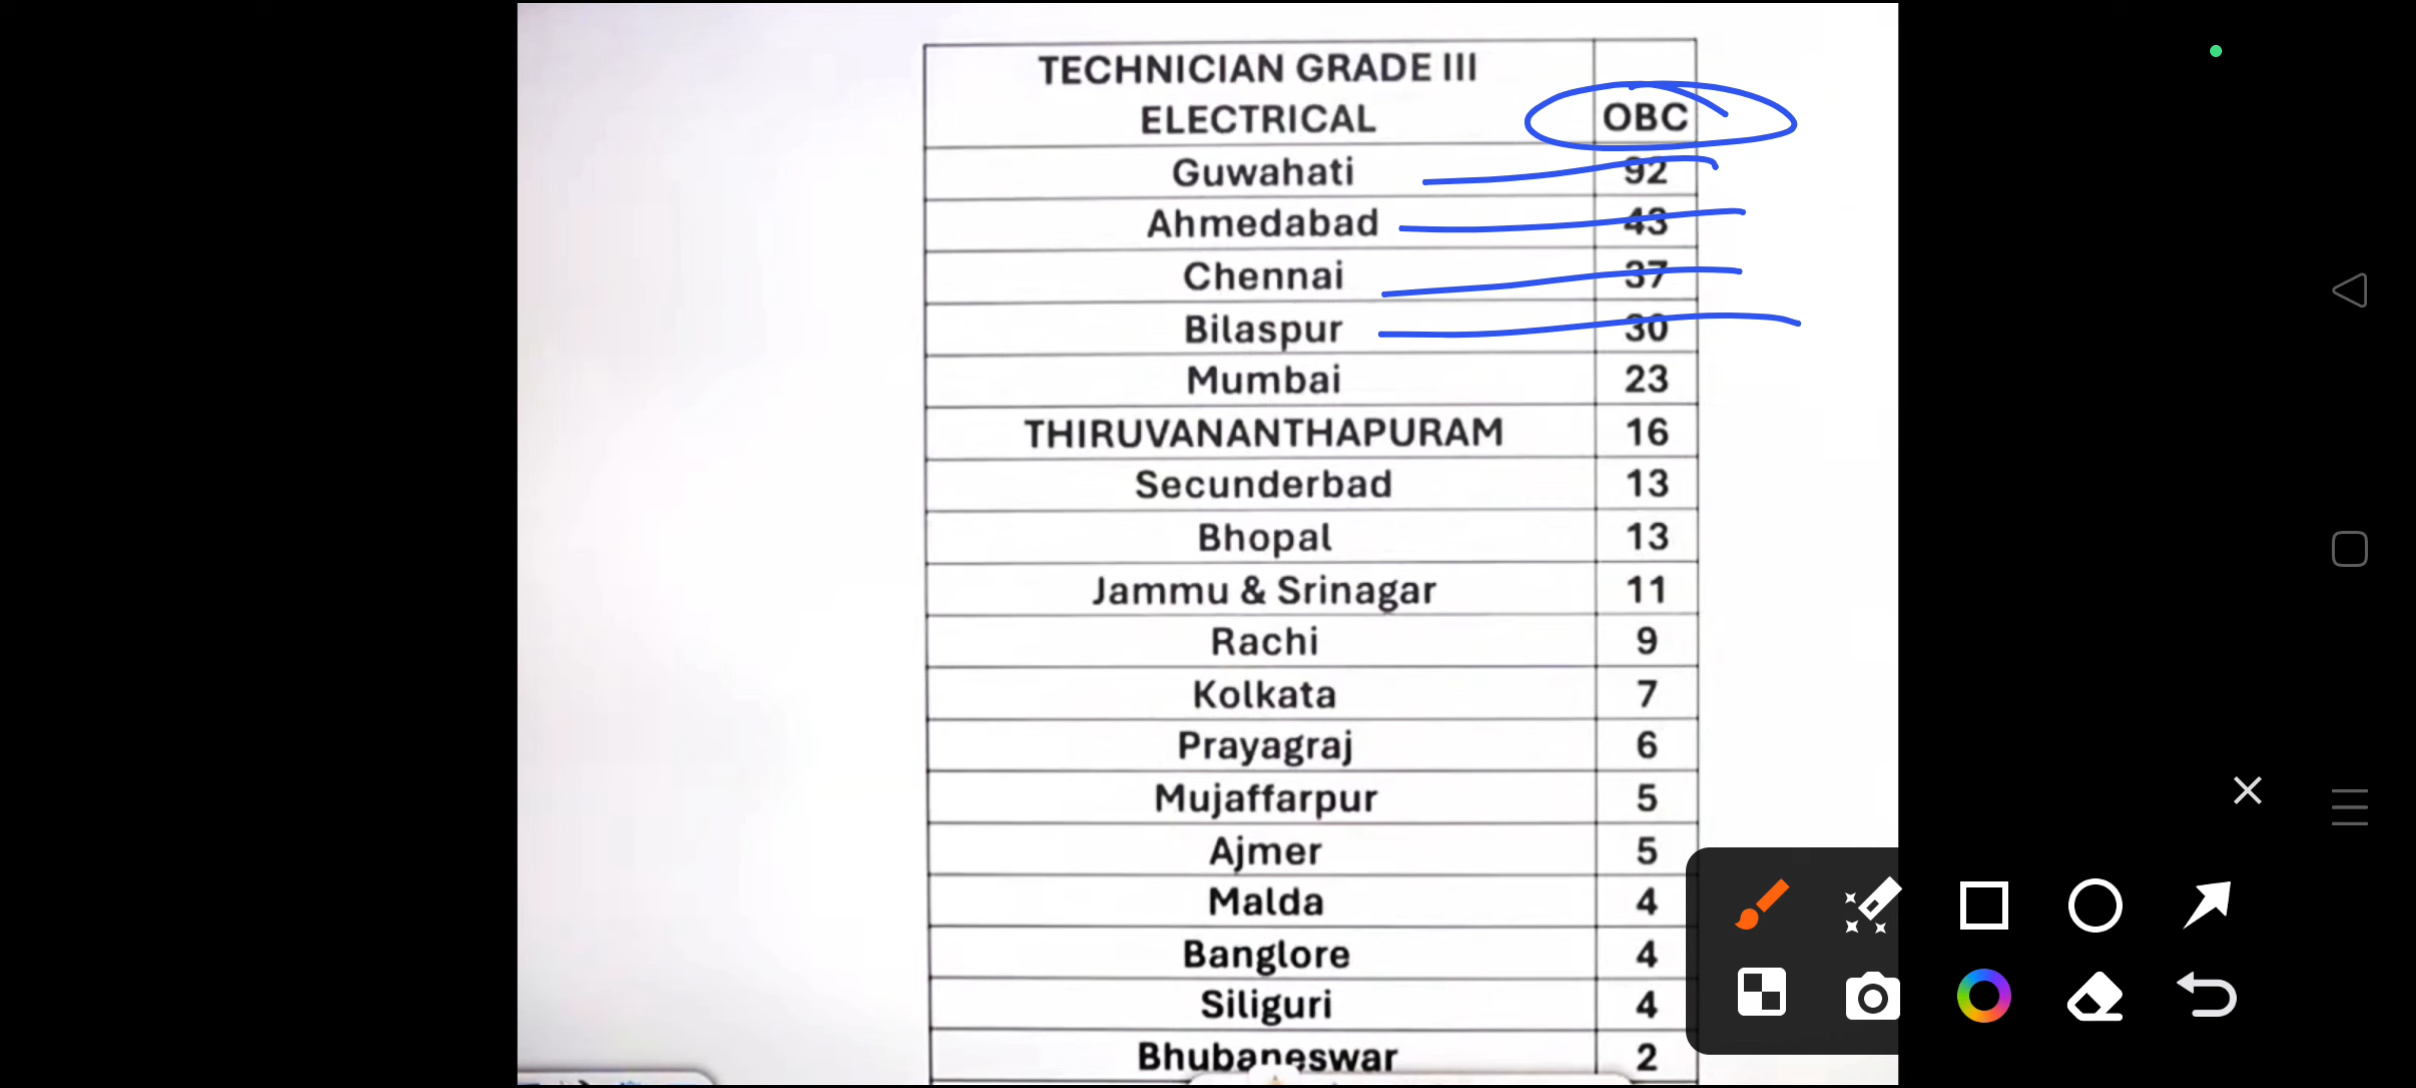 TECHNICIAN GRADE III
ELECTRICAL OBC
Guwahati 92
Ahmedabad 43
Chennai 37
Bilaspur 30
Mumbai 23
THIRUVANANTHAPURAM 16
Secunderbad 13
Bhopal 13
Jammu & Srinagar 11
Rachi 9
Kolkata 7
Prayagraj 6
Mujaffarpur 5
Ajmer 5
Malda 4
Banglore 4
Siliguri 4
Bhubaneswar 2